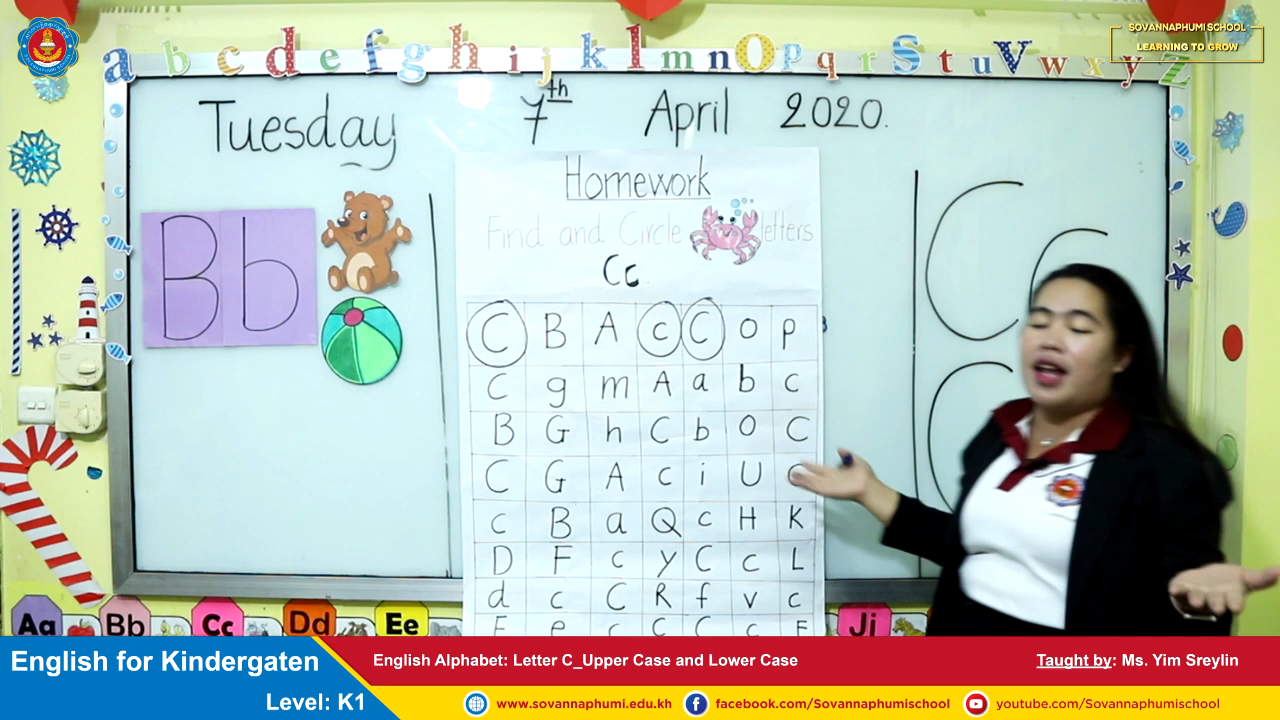 SOVANNAPHUMI SCHOOL
LEARNING TO GROW
a b c d e f g h i j k l m n O p q r S t u V w x y Z
Tuesday 7th April 2020.
Homework
Find and Circle letters
Cc
Bb
Cc
C B A c C o p
C g m A a b c
B G h C b o C
C G A c i U
c B a Q c H K
D F c y C c L
d c C R f v c
Aa Bb Cc Dd Ee Jj
English for Kindergaten
Level: K1
English Alphabet: Letter C_Upper Case and Lower Case
Taught by: Ms. Yim Sreylin
www.sovannaphumi.edu.kh
facebook.com/Sovannaphumischool
youtube.com/Sovannaphumischool